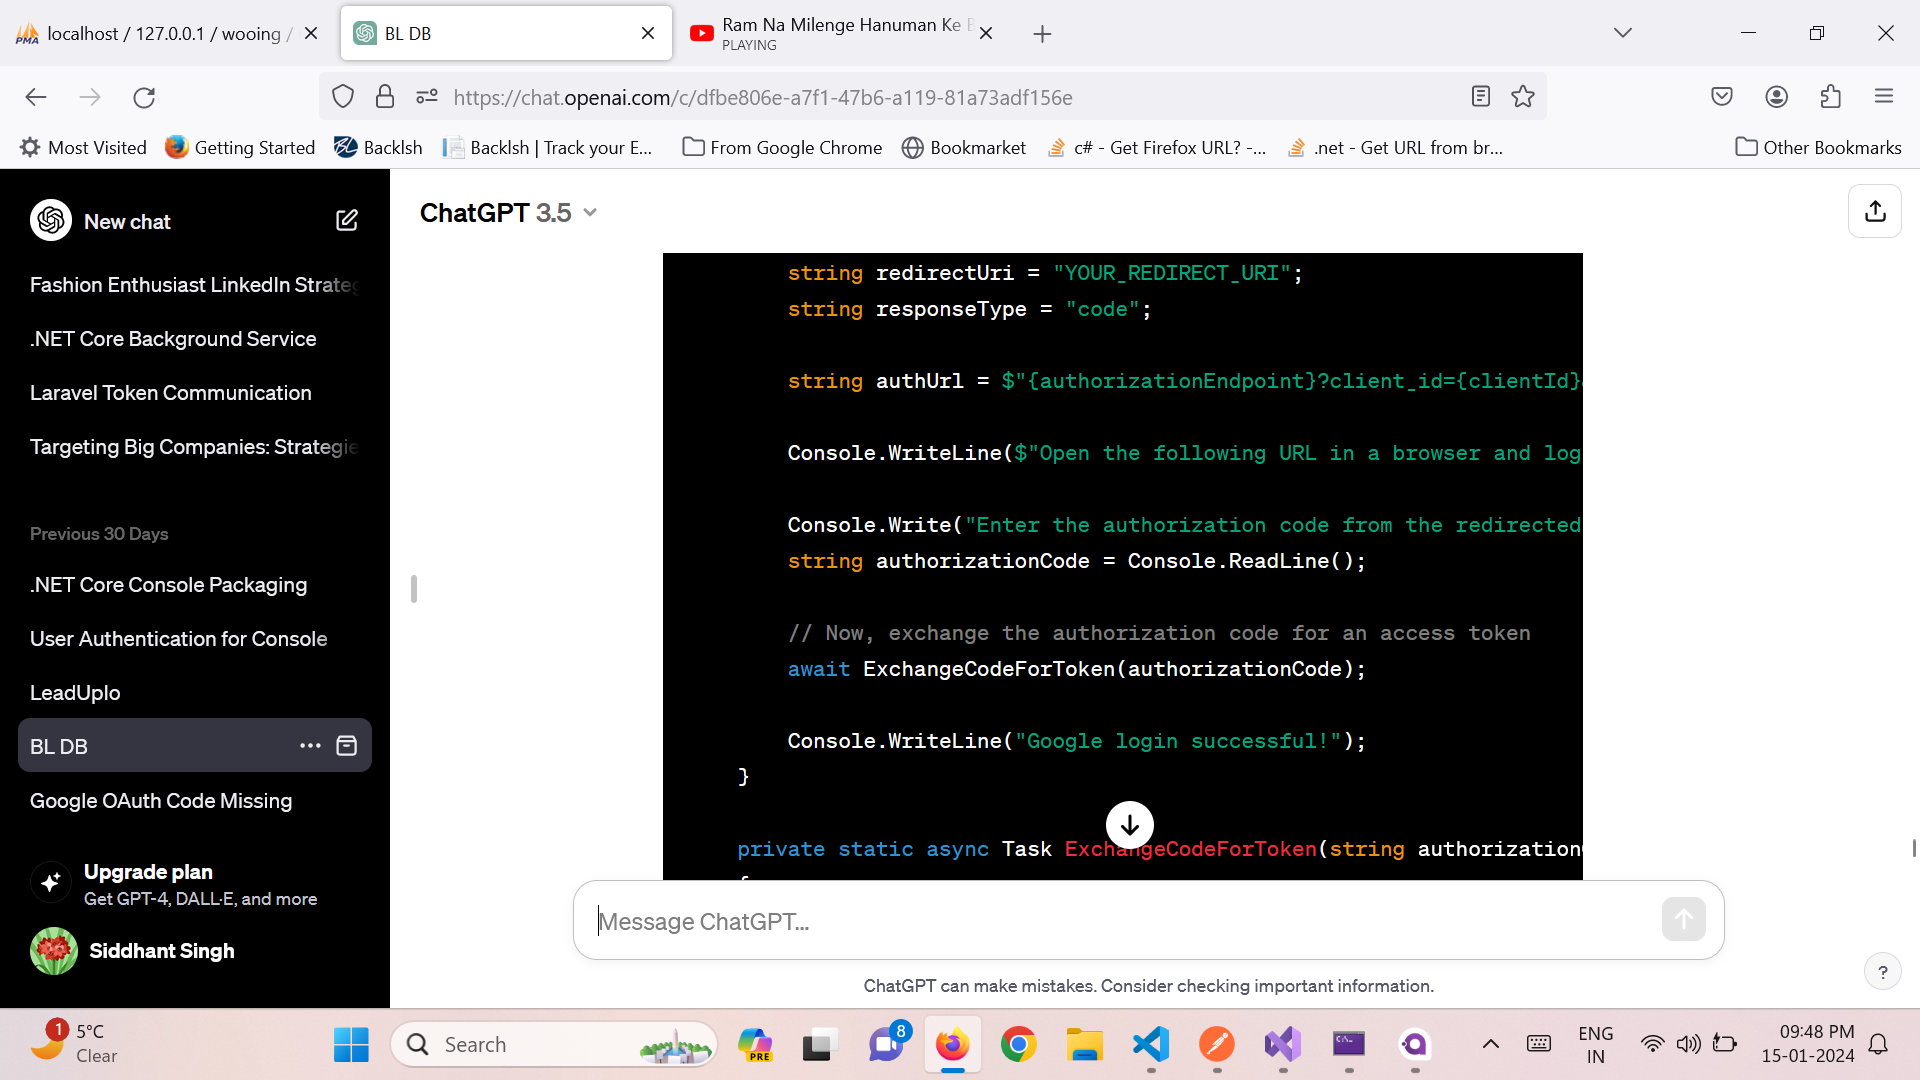 localhost / 127.0.0.1 / wooing /
BL DB
Ram Na Milenge Hanuman Ke B
PLAYING
https://chat.openai.com/c/dfbe806e-a7f1-47b6-a119-81a73adf156e
Most Visited
Getting Started
Backlsh
Backlsh | Track your E...
From Google Chrome
Bookmarket
c# - Get Firefox URL? -...
.net - Get URL from br...
Other Bookmarks
New chat
Fashion Enthusiast LinkedIn Strateg
.NET Core Background Service
Laravel Token Communication
Targeting Big Companies: Strategie
Previous 30 Days
.NET Core Console Packaging
User Authentication for Console
LeadUplo
BL DB
Google OAuth Code Missing
Upgrade plan
Get GPT-4, DALL·E, and more
Siddhant Singh
ChatGPT 3.5
string redirectUri = "YOUR_REDIRECT_URI";
string responseType = "code";
string authUrl = $"{authorizationEndpoint}?client_id={clientId}
Console.WriteLine($"Open the following URL in a browser and log
Console.Write("Enter the authorization code from the redirected
string authorizationCode = Console.ReadLine();
// Now, exchange the authorization code for an access token
await ExchangeCodeForToken(authorizationCode);
Console.WriteLine("Google login successful!");
}
private static async Task ExchangeCodeForToken(string authorization
{
Message ChatGPT...
ChatGPT can make mistakes. Consider checking important information.
?
1
5°C
Clear
Search
PRE
8
ENG
IN
09:48 PM
15-01-2024